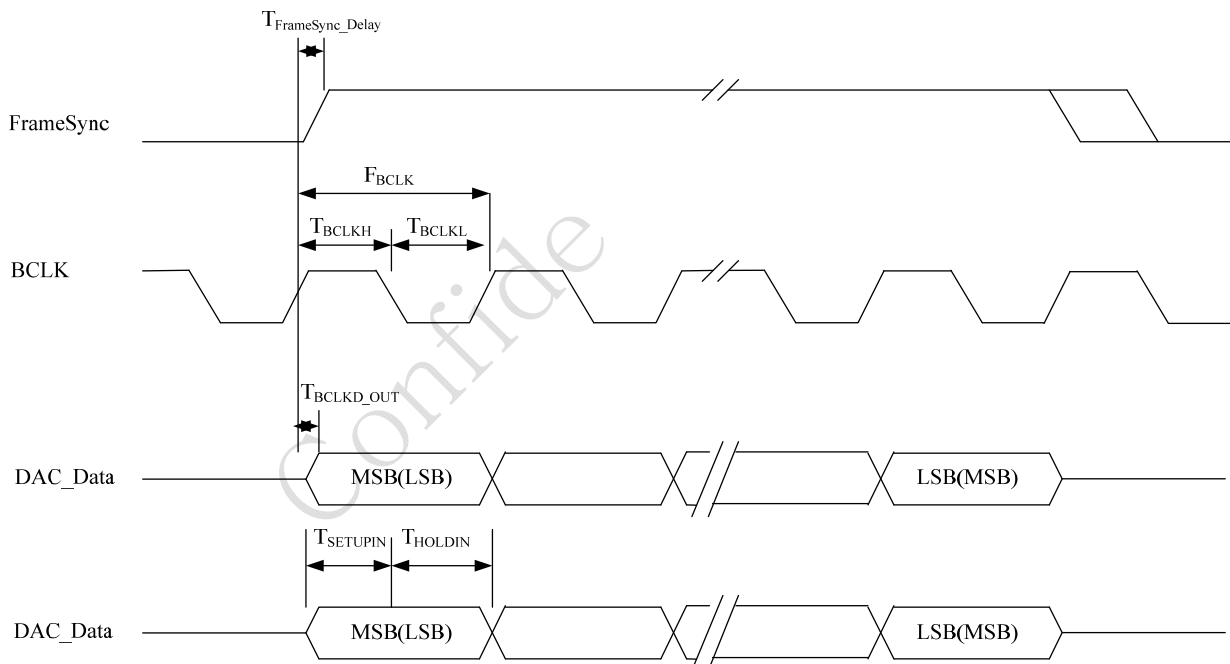 TFrameSync_Delay
FrameSync
FBCLK
TBCLKH TBCLKL
BCLK
TBCLKD_OUT
DAC_Data MSB(LSB) LSB(MSB)
TSETUPIN THOLDIN
DAC_Data MSB(LSB) LSB(MSB)
Confide